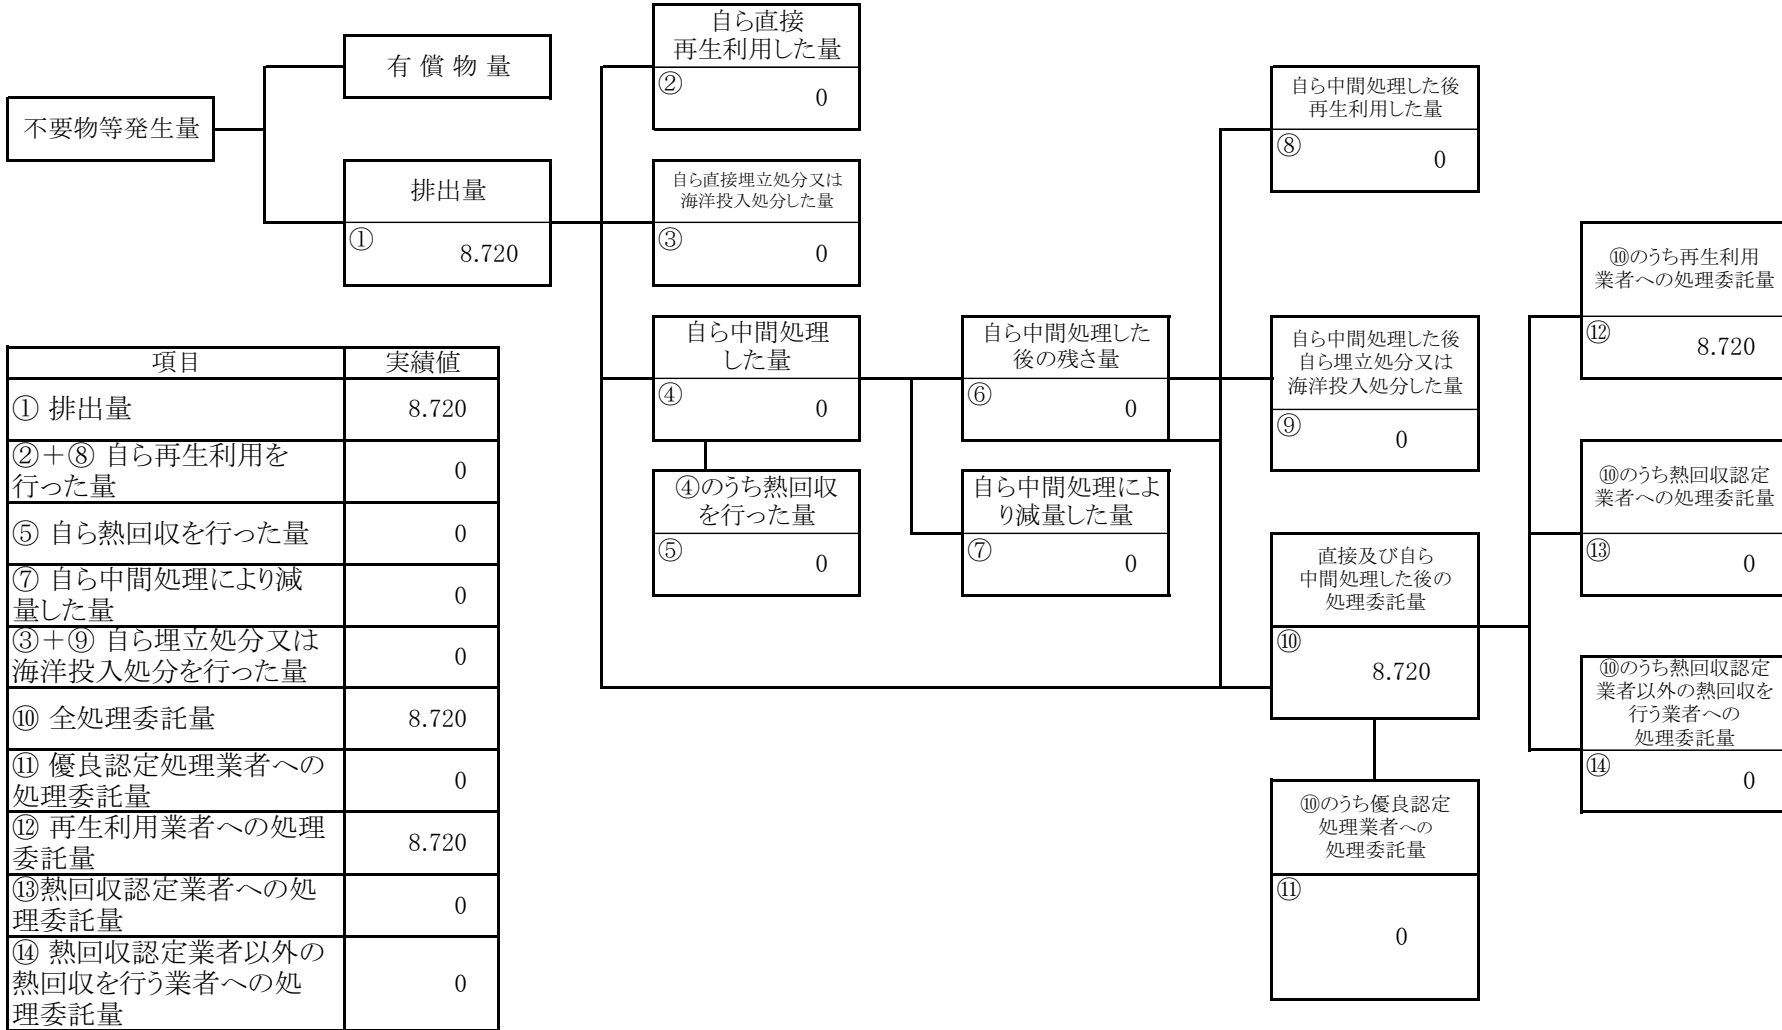 自ら直接
再生利用した量
②
0
有 償 物 量
不要物等発生量
自ら中間処理した後
再生利用した量
⑧
0
排出量
①
8.720
自ら直接埋立処分又は
海洋投入処分した量
③
0
⑩のうち再生利用
業者への処理委託量
⑫
8.720
自ら中間処理
した量
④
0
自ら中間処理した
後の残さ量
⑥
0
自ら中間処理した後
自ら埋立処分又は
海洋投入処分した量
⑨
0
④のうち熱回収
を行った量
⑤
0
自ら中間処理によ
り減量した量
⑦
0
⑩のうち熱回収認定
業者への処理委託量
⑬
0
直接及び自ら
中間処理した後の
処理委託量
⑩
8.720
⑩のうち熱回収認定
業者以外の熱回収を
行う業者への
処理委託量
⑭
0
⑩のうち優良認定
処理業者への
処理委託量
⑪
0
項目 実績値
① 排出量 8.720
②＋⑧ 自ら再生利用を
行った量 0
⑤ 自ら熱回収を行った量 0
⑦ 自ら中間処理により減
量した量 0
③＋⑨ 自ら埋立処分又は
海洋投入処分を行った量 0
⑩ 全処理委託量 8.720
⑪ 優良認定処理業者への
処理委託量 0
⑫ 再生利用業者への処理
委託量 8.720
⑬熱回収認定業者への処
理委託量 0
⑭ 熱回収認定業者以外の
熱回収を行う業者への処
理委託量 0